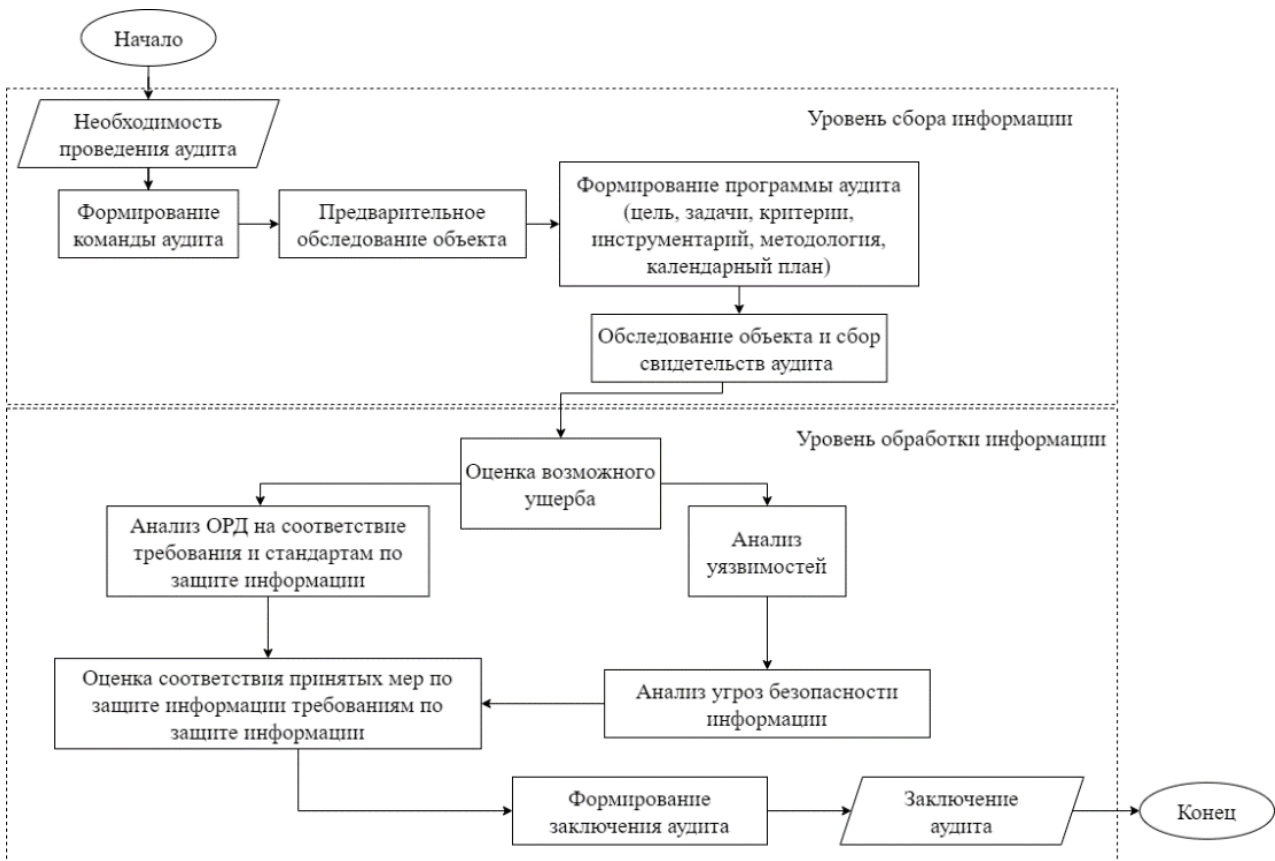 Начало
Уровень сбора информации
Необходимость
проведения аудита
Формирование
команды аудита
Предварительное
обследование объекта
Формирование программы аудита
(цель, задачи, критерии,
инструментарий, методология,
календарный план)
Обследование объекта и сбор
свидетельств аудита
Уровень обработки информации
Оценка возможного
ущерба
Анализ ОРД на соответствие
требования и стандартам по
защите информации
Анализ
уязвимостей
Оценка соответствия принятых мер по
защите информации требованиям по
защите информации
Анализ угроз безопасности
информации
Формирование
заключения аудита
Заключение
аудита
Конец